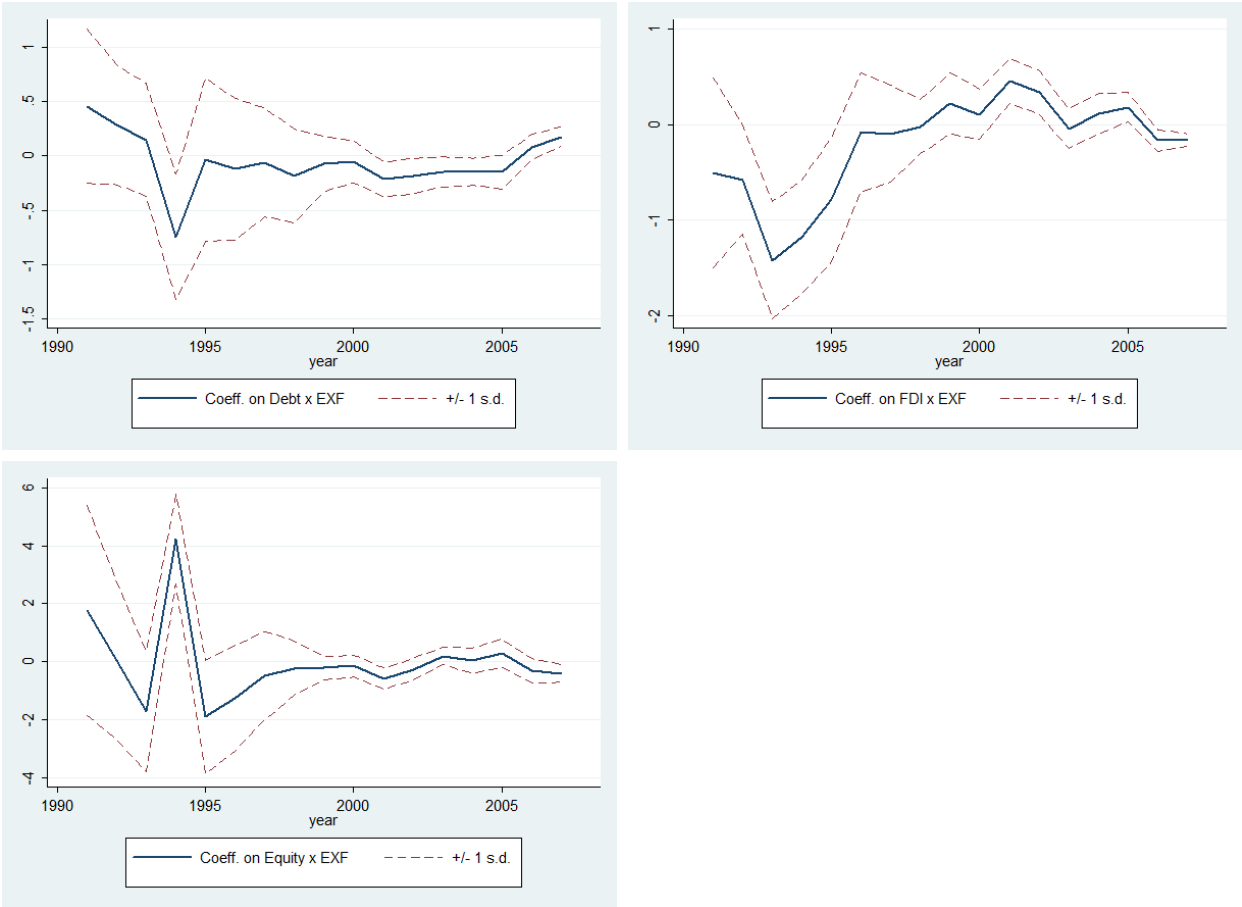 1
.5
0
-.5
-1
-1.5
1990 1995 2000 2005
year
Coeff. on Debt x EXF +/- 1 s.d.
1
0
-1
-2
1990 1995 2000 2005
year
Coeff. on FDI x EXF +/- 1 s.d.
6
4
2
0
-2
-4
1990 1995 2000 2005
year
Coeff. on Equity x EXF +/- 1 s.d.